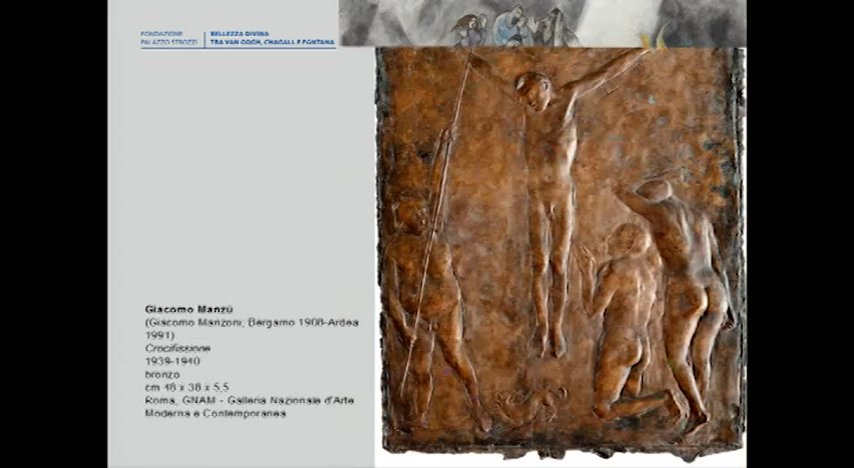 FONDAZIONE
PALAZZO STROZZI
BELLEZZA DIVINA
TRA VAN GOGH, CHAGALL E FONTANA
Giacomo Manzù
(Giacomo Manzoni; Bergamo 1908-Ardea
1991)
Crocifissione
1939-1940
bronzo
cm 48 x 38 x 5,5
Roma, GNAM - Galleria Nazionale d'Arte
Moderna e Contemporanea